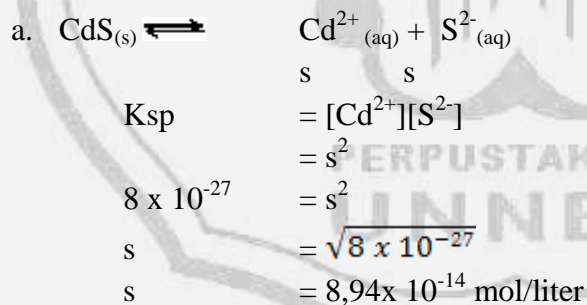 a. CdS(s) ⇌ Cd²⁺(aq) + S²⁻(aq)
s s
Ksp = [Cd²⁺][S²⁻]
= s²
8 x 10⁻²⁷ = s²
s = √8 x 10⁻²⁷
s = 8,94x 10⁻¹⁴ mol/liter